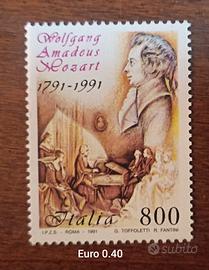 Wolfgang
Amadeus
Mozart
1791-1991
Italia 800
I.P.Z.S. - ROMA - 1991 G. TOFFOLETTI R. FANTINI
subito
Euro 0.40